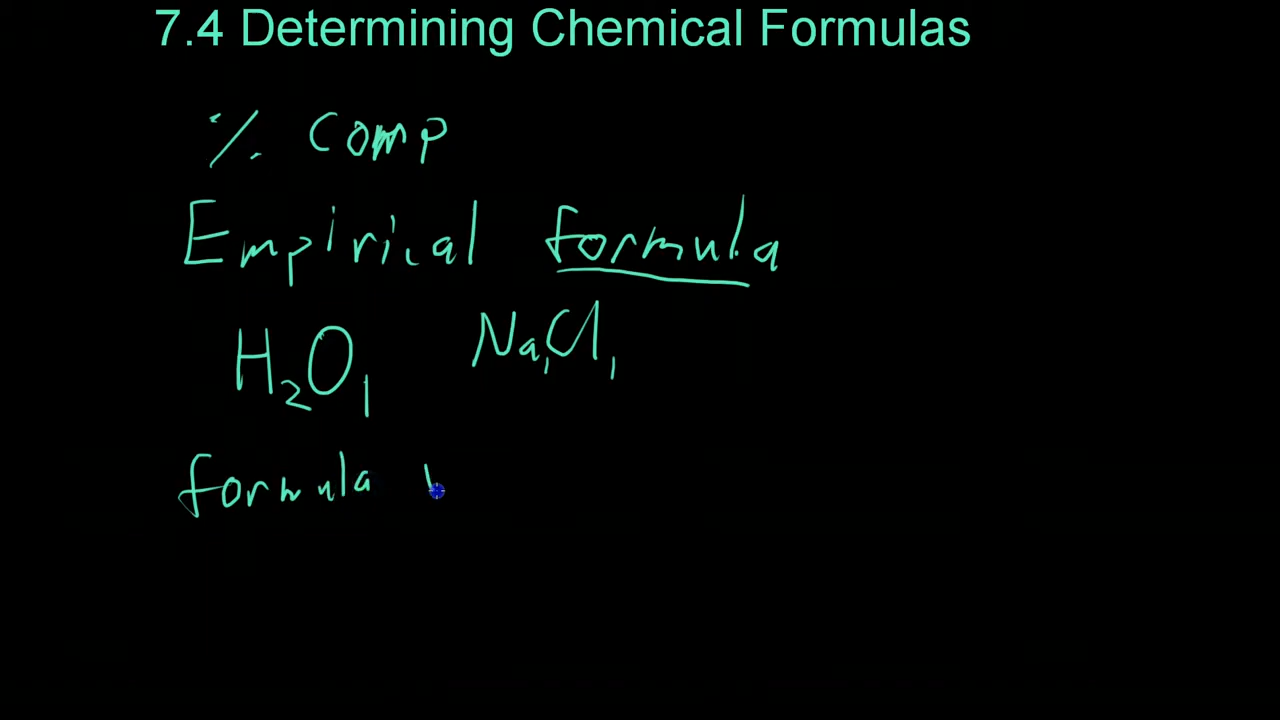 7.4 Determining Chemical Formulas
% comp
Empirical formula
H₂O₁ Na₁Cl₁
formula